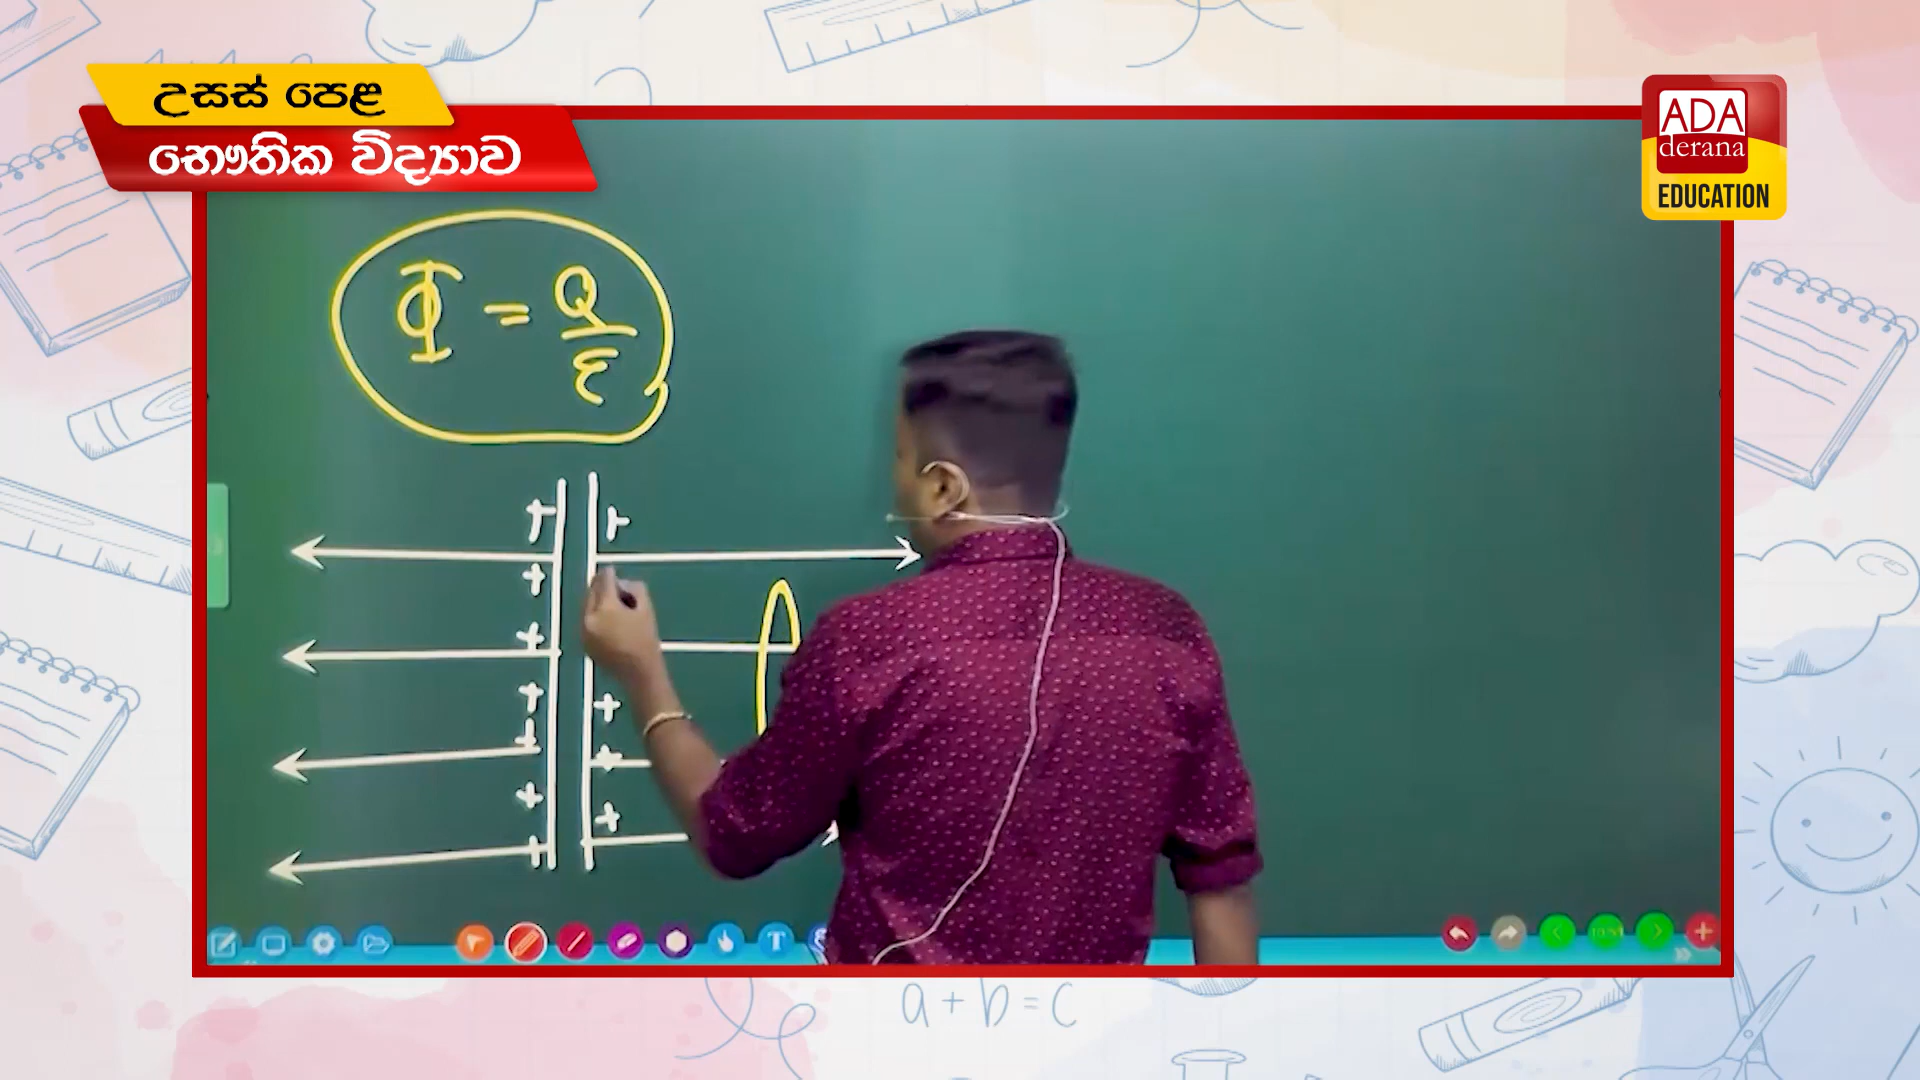 උසස් පෙළ
භෞතික විද්‍යාව
ADA
derana
EDUCATION
Φ = Q/ε
+ +
+
+
+ +
+ +
+ +
+
T
a + b = c